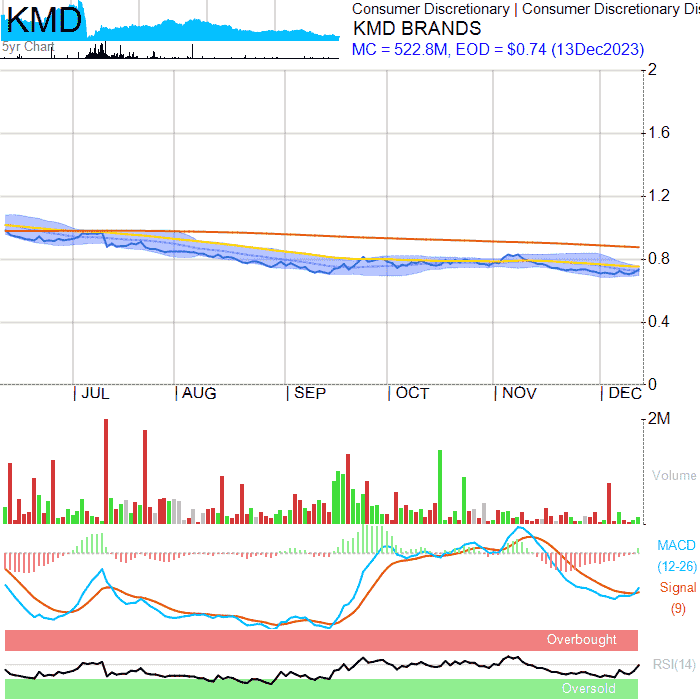 KMD
5yr Chart
Consumer Discretionary | Consumer Discretionary Dis
KMD BRANDS
MC = 522.8M, EOD = $0.74 (13Dec2023)
2
1.6
1.2
0.8
0.4
0
JUL AUG SEP OCT NOV DEC
2M
Volume
MACD
(12-26)
Signal
(9)
Overbought
RSI(14)
Oversold